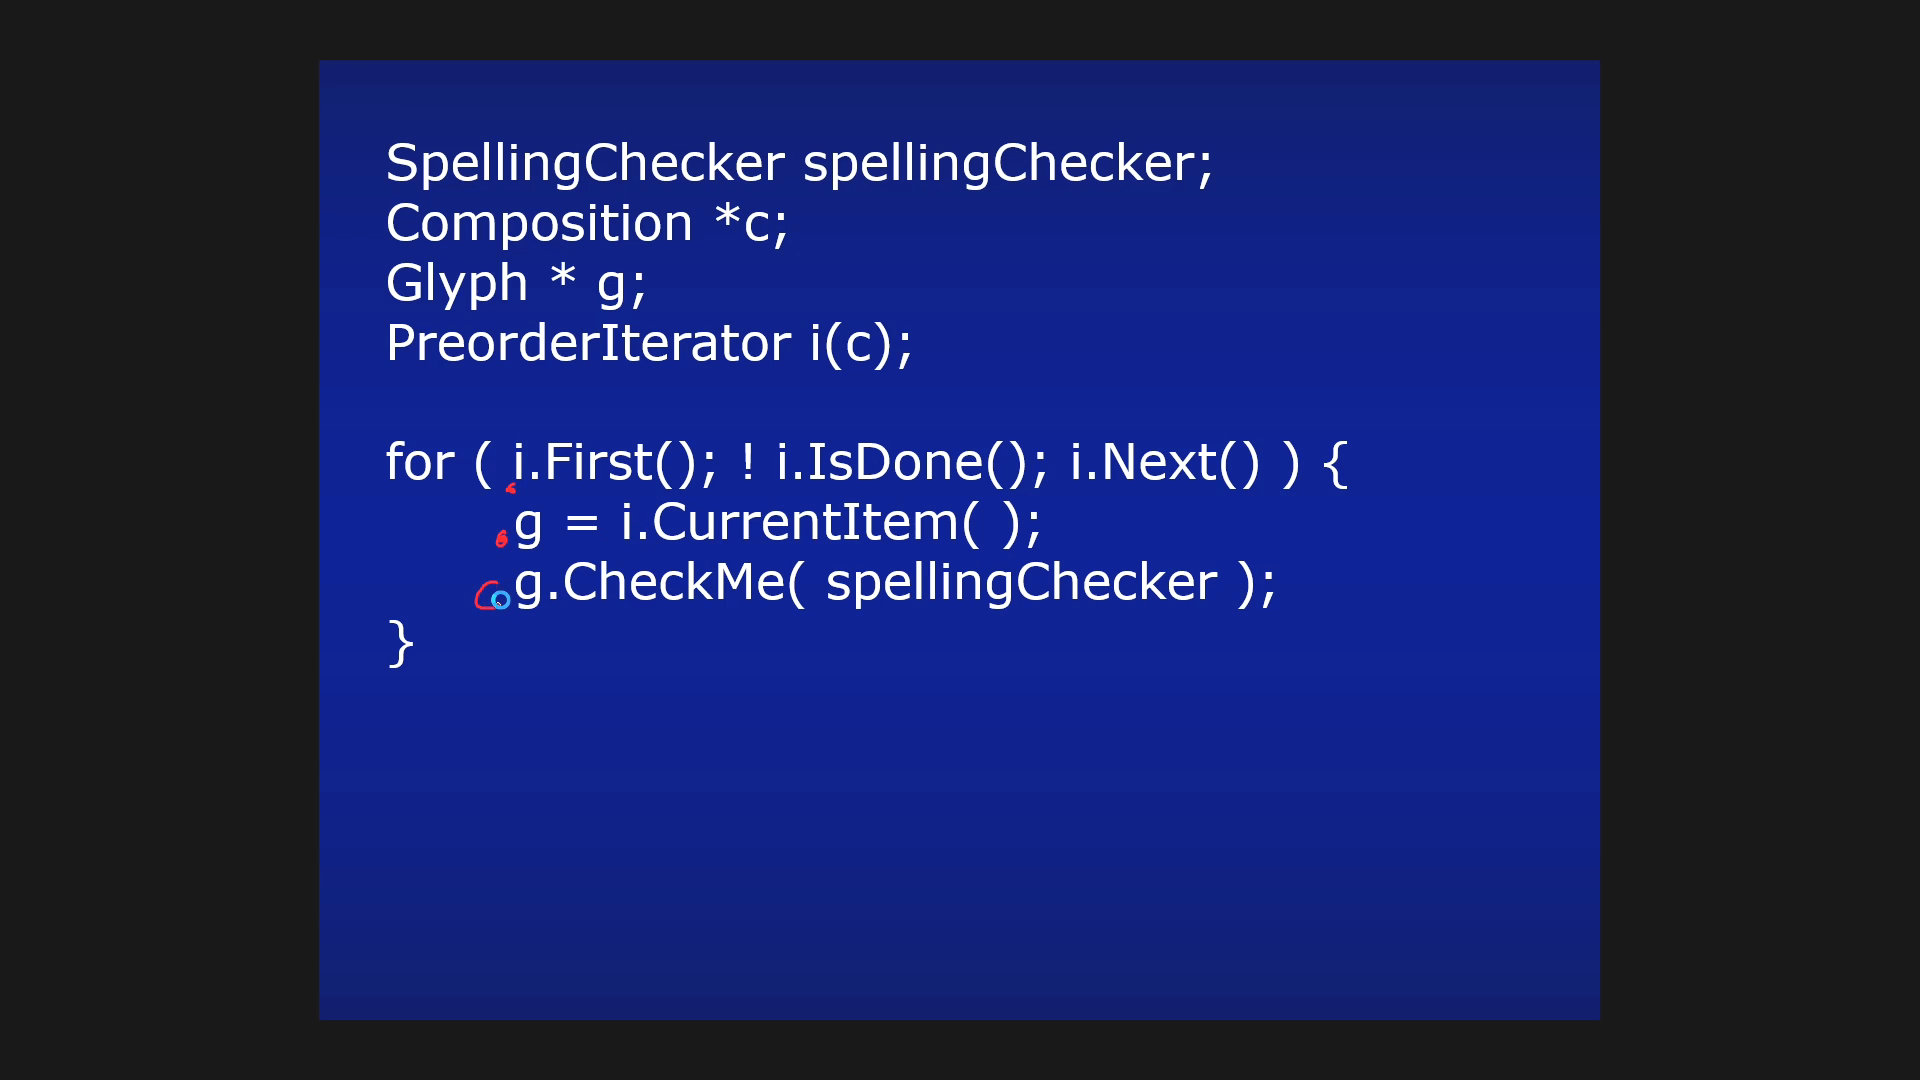 SpellingChecker spellingChecker;
Composition *c;
Glyph * g;
PreorderIterator i(c);
for ( i.First(); ! i.IsDone(); i.Next() ) {
g = i.CurrentItem( );
g.CheckMe( spellingChecker );
}